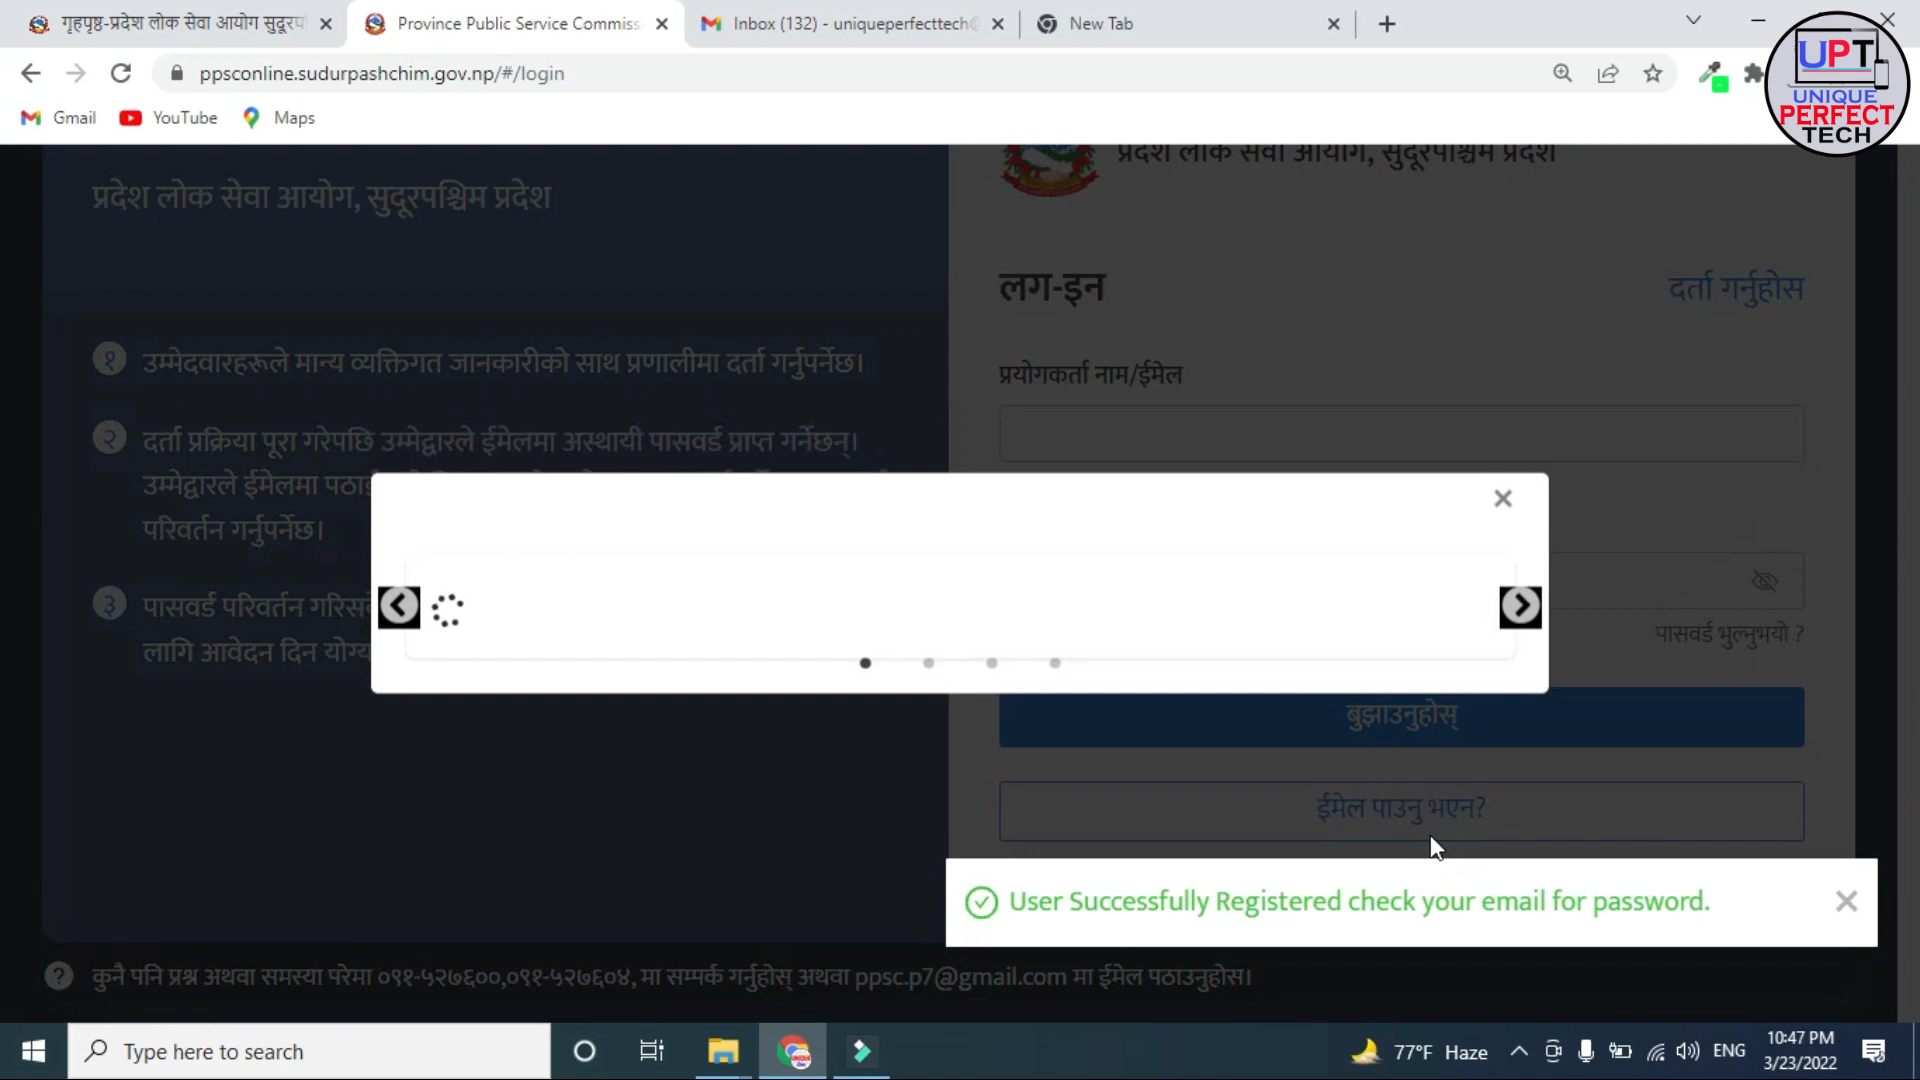 गृहपृष्ठ-प्रदेश लोक सेवा आयोग सुदूरप
Province Public Service Commiss
Inbox (132) - uniqueperfecttech@
New Tab
ppsconline.sudurpashchim.gov.np/#/login
UPT
UNIQUE
PERFECT
TECH
Gmail
YouTube
Maps
प्रदेश लोक सेवा आयोग, सुदूरपश्चिम प्रदेश
प्रदेश लोक सेवा आयोग, सुदूरपश्चिम प्रदेश
लग-इन
दर्ता गर्नुहोस
१ उम्मेदवारहरूले मान्य व्यक्तिगत जानकारीको साथ प्रणालीमा दर्ता गर्नुपर्नेछ।
प्रयोगकर्ता नाम/ईमेल
२ दर्ता प्रक्रिया पूरा गरेपछि उम्मेद्वारले ईमेलमा अस्थायी पासवर्ड प्राप्त गर्नेछन्।
उम्मेद्वारले ईमेलमा पठाई
परिवर्तन गर्नुपर्नेछ।
३ पासवर्ड परिवर्तन गरिसके
लागि आवेदन दिन योग्य
पासवर्ड भुल्नुभयो ?
बुझाउनुहोस्
ईमेल पाउनु भएन?
User Successfully Registered check your email for password.
कुनै पनि प्रश्न अथवा समस्या परेमा ०९१-५२७६००,०९१-५२७६०४, मा सम्पर्क गर्नुहोस् अथवा ppsc.p7@gmail.com मा ईमेल पठाउनुहोस।
Type here to search
77°F Haze
ENG
10:47 PM
3/23/2022